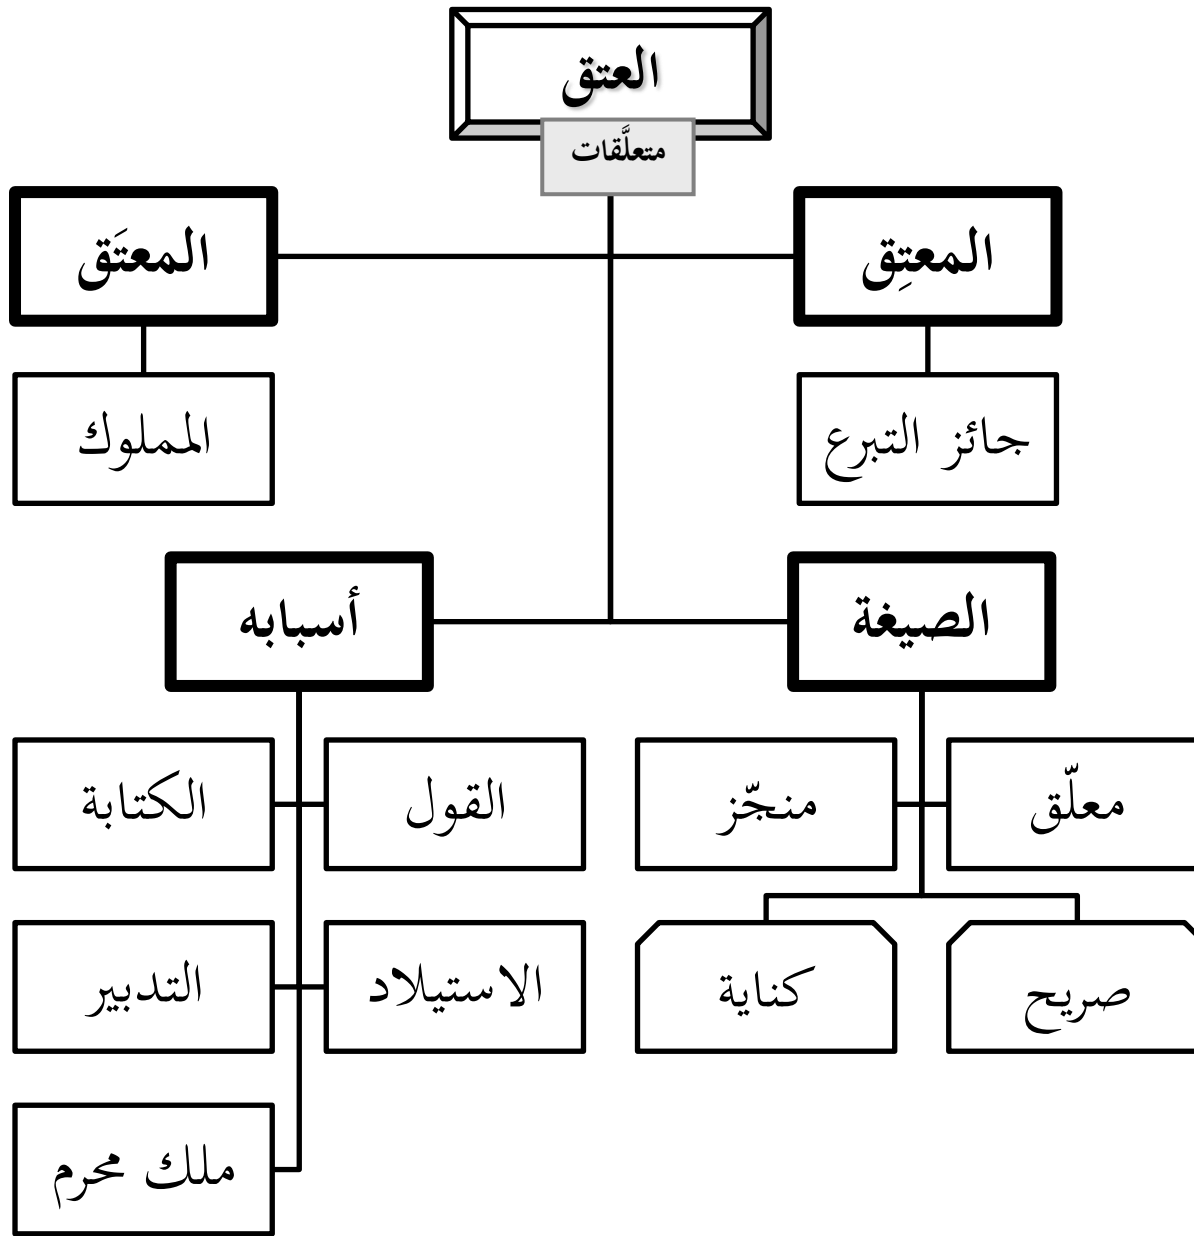 العتق
متعلَّقات
المعتِق
المعتَق
جائز التبرع
المملوك
الصيغة
أسبابه
معلّق
منجّز
القول
الكتابة
صريح
كناية
الاستيلاد
التدبير
ملك محرم